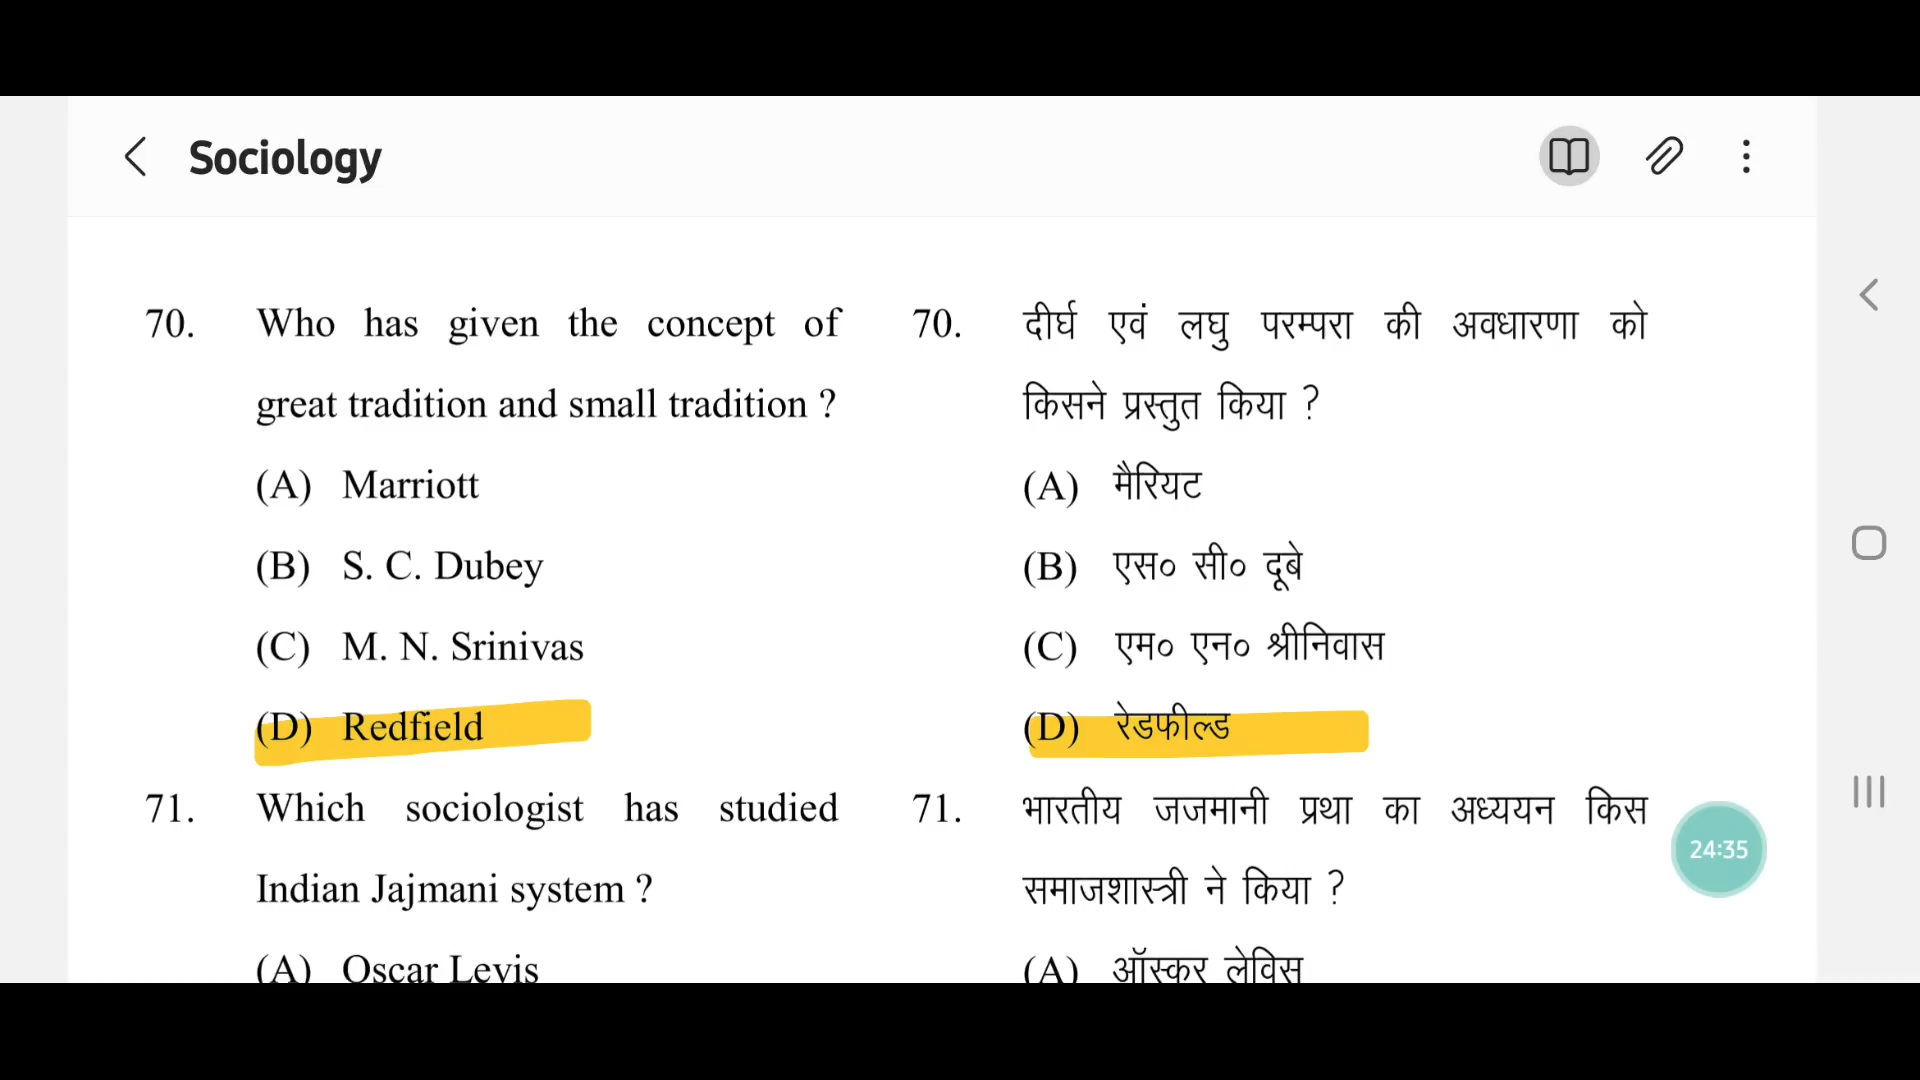 Sociology
70. Who has given the concept of
great tradition and small tradition ?
(A) Marriott
(B) S. C. Dubey
(C) M. N. Srinivas
(D) Redfield
71. Which sociologist has studied
Indian Jajmani system ?
(A) Oscar Levis
70. दीर्घ एवं लघु परम्परा की अवधारणा को
किसने प्रस्तुत किया ?
(A) मैरियट
(B) एस० सी० दूबे
(C) एम० एन० श्रीनिवास
(D) रेडफील्ड
71. भारतीय जजमानी प्रथा का अध्ययन किस
समाजशास्त्री ने किया ?
(A) ऑस्कर लेविस
24:35